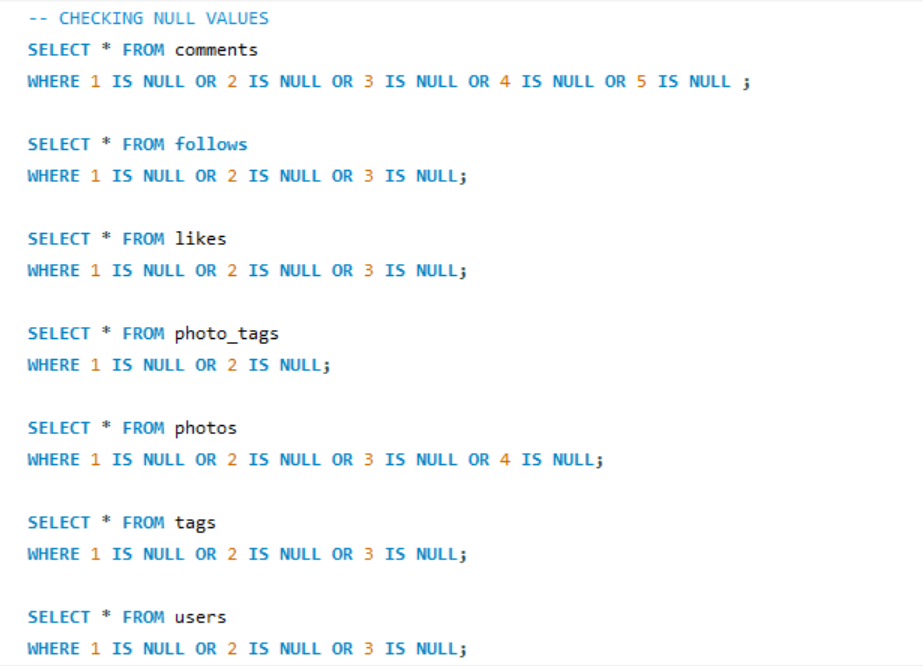 -- CHECKING NULL VALUES
SELECT * FROM comments
WHERE 1 IS NULL OR 2 IS NULL OR 3 IS NULL OR 4 IS NULL OR 5 IS NULL ;
SELECT * FROM follows
WHERE 1 IS NULL OR 2 IS NULL OR 3 IS NULL;
SELECT * FROM likes
WHERE 1 IS NULL OR 2 IS NULL OR 3 IS NULL;
SELECT * FROM photo_tags
WHERE 1 IS NULL OR 2 IS NULL;
SELECT * FROM photos
WHERE 1 IS NULL OR 2 IS NULL OR 3 IS NULL OR 4 IS NULL;
SELECT * FROM tags
WHERE 1 IS NULL OR 2 IS NULL OR 3 IS NULL;
SELECT * FROM users
WHERE 1 IS NULL OR 2 IS NULL OR 3 IS NULL;